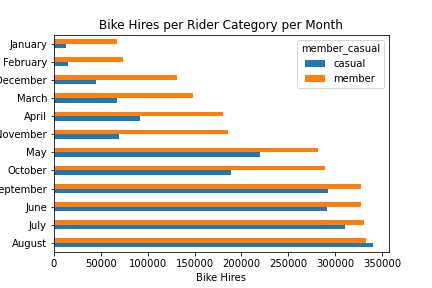 Bike Hires per Rider Category per Month
member_casual
casual
member
January
February
December
March
April
November
May
October
September
June
July
August
0 50000 100000 150000 200000 250000 300000 350000
Bike Hires